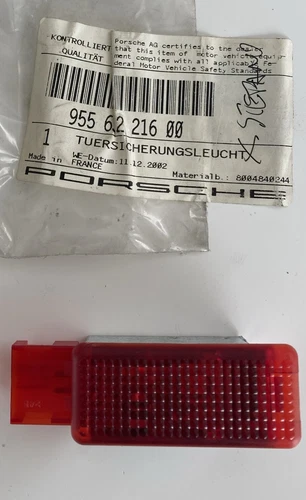 KONTROLLIERT
QUALITÄT
Porsche AG certifies to the dealer
that this item of motor vehicle equip-
ment complies with all applicable Fe-
deral Motor Vehicle Safety Standards
955 632 216 00
1 TUERSICHERUNGSLEUCHT
WE-Datum:11.12.2002
Made in FRANCE
Materialb.: 8004840244
PORSCHE